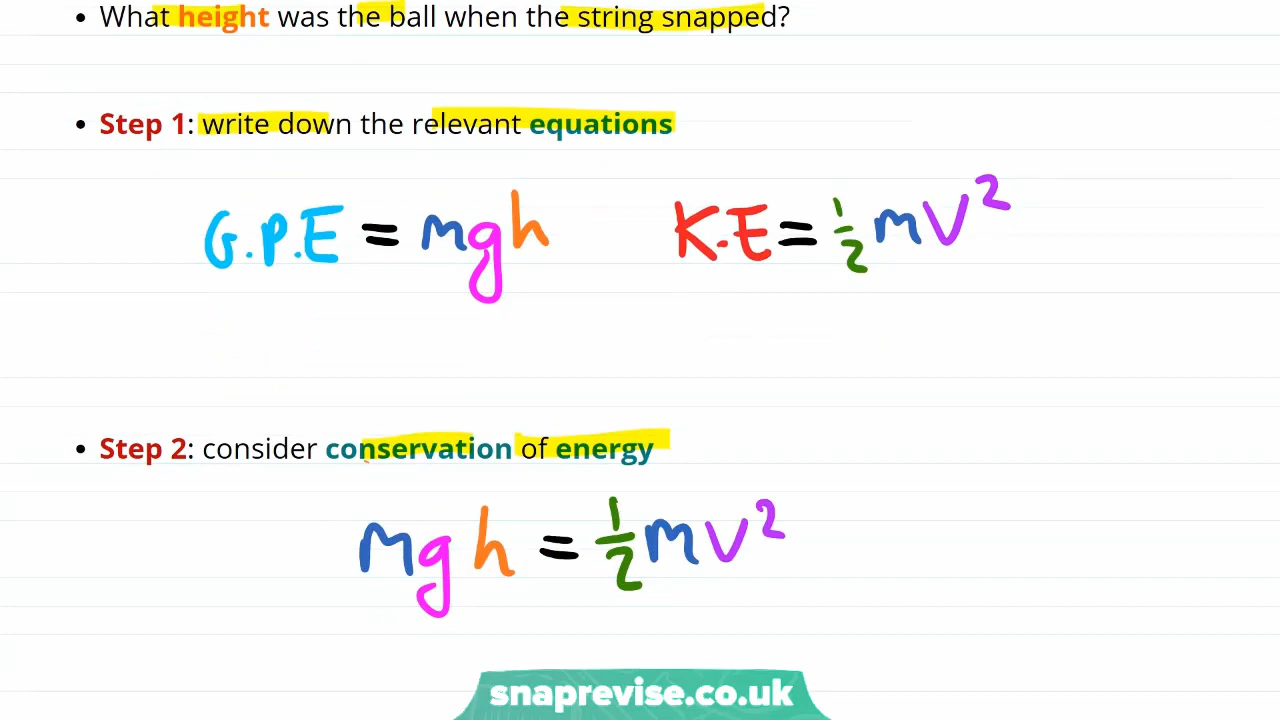 • What height was the ball when the string snapped?
• Step 1: write down the relevant equations
G.P.E = mgh K.E = ½mv²
• Step 2: consider conservation of energy
mgh = ½mv²
snaprevise.co.uk